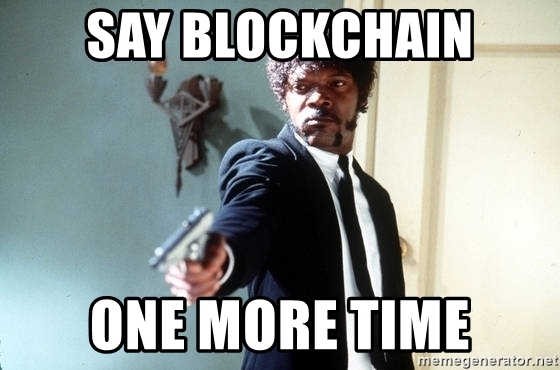 SAY BLOCKCHAIN
ONE MORE TIME
memegenerator.net